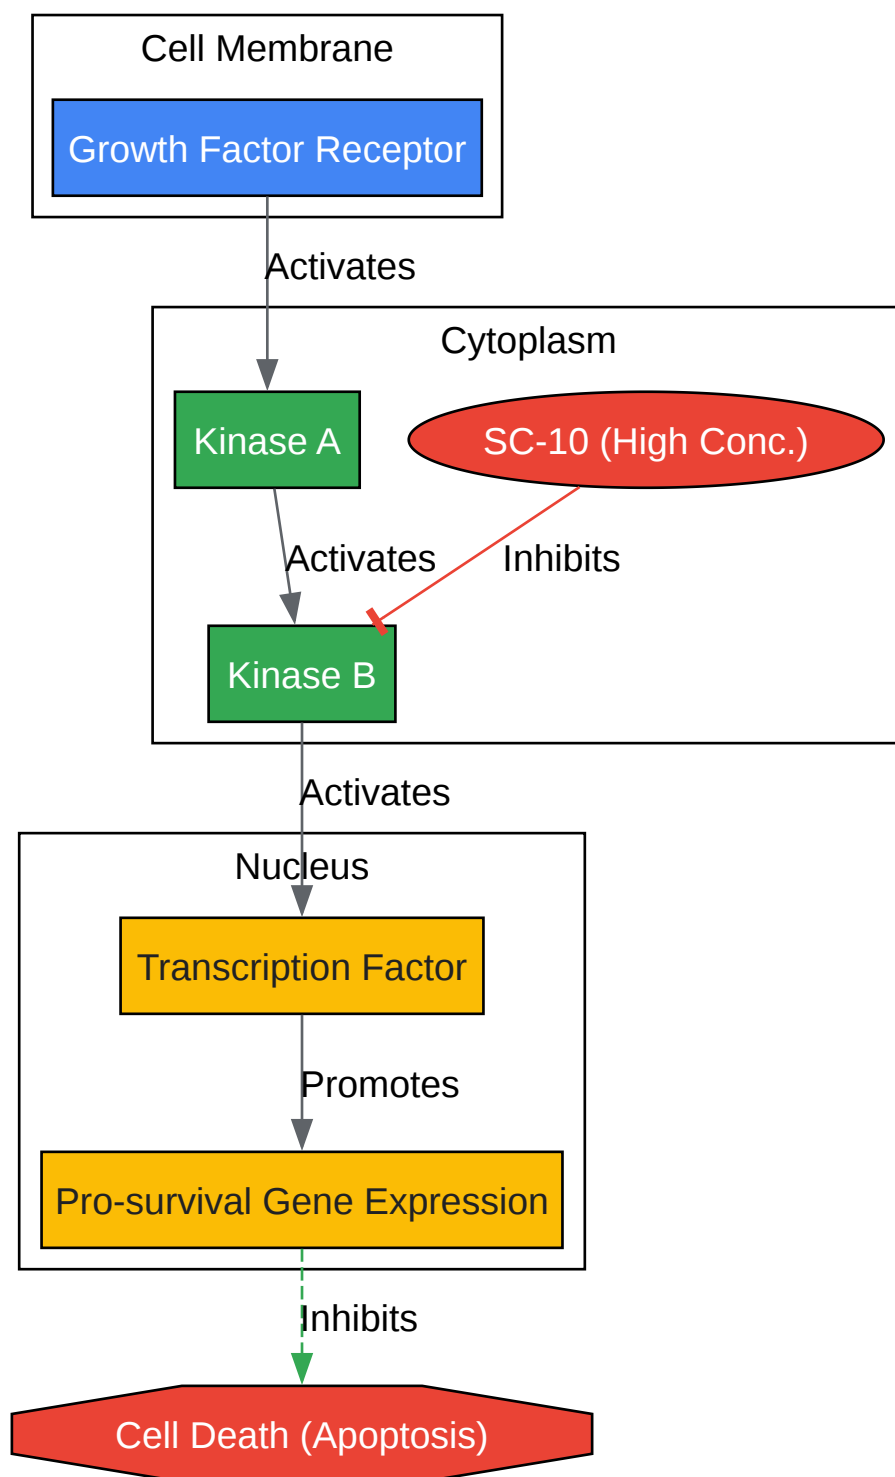 Cell Membrane
Growth Factor Receptor
Activates
Cytoplasm
Kinase A
SC-10 (High Conc.)
Activates
Inhibits
Kinase B
Activates
Nucleus
Transcription Factor
Promotes
Pro-survival Gene Expression
Inhibits
Cell Death (Apoptosis)